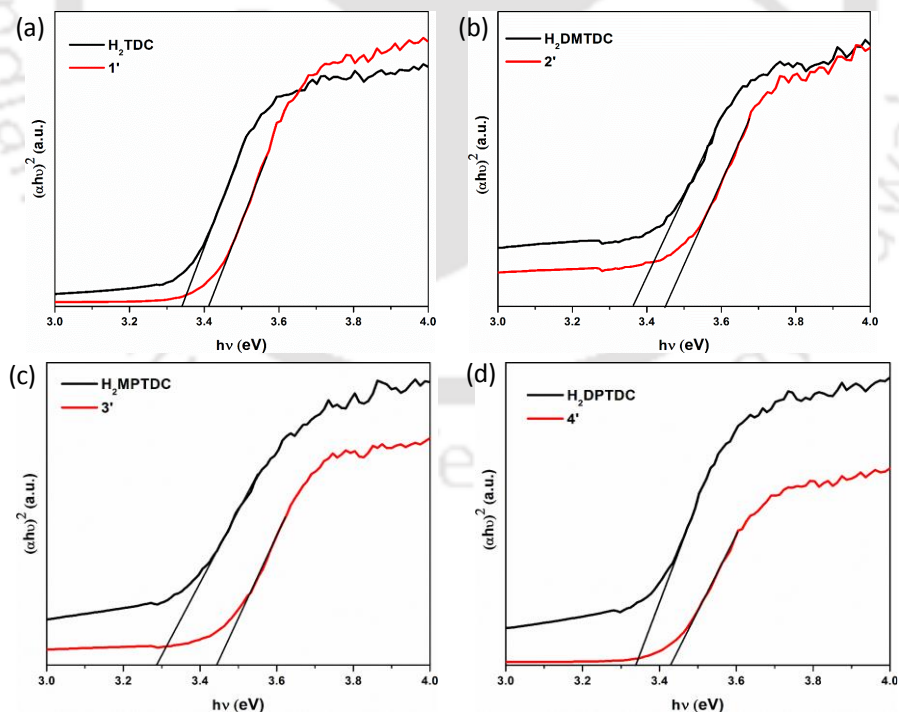 (a)
H₂TDC
1'
(αhυ)² (a.u.)
3.0 3.2 3.4 3.6 3.8 4.0
hν (eV)
(b)
H₂DMTDC
2'
(αhυ)² (a.u.)
3.0 3.2 3.4 3.6 3.8 4.0
hν (eV)
(c)
H₂MPTDC
3'
(αhυ)² (a.u.)
3.0 3.2 3.4 3.6 3.8 4.0
hν (eV)
(d)
H₂DPTDC
4'
(αhυ)² (a.u.)
3.0 3.2 3.4 3.6 3.8 4.0
hν (eV)